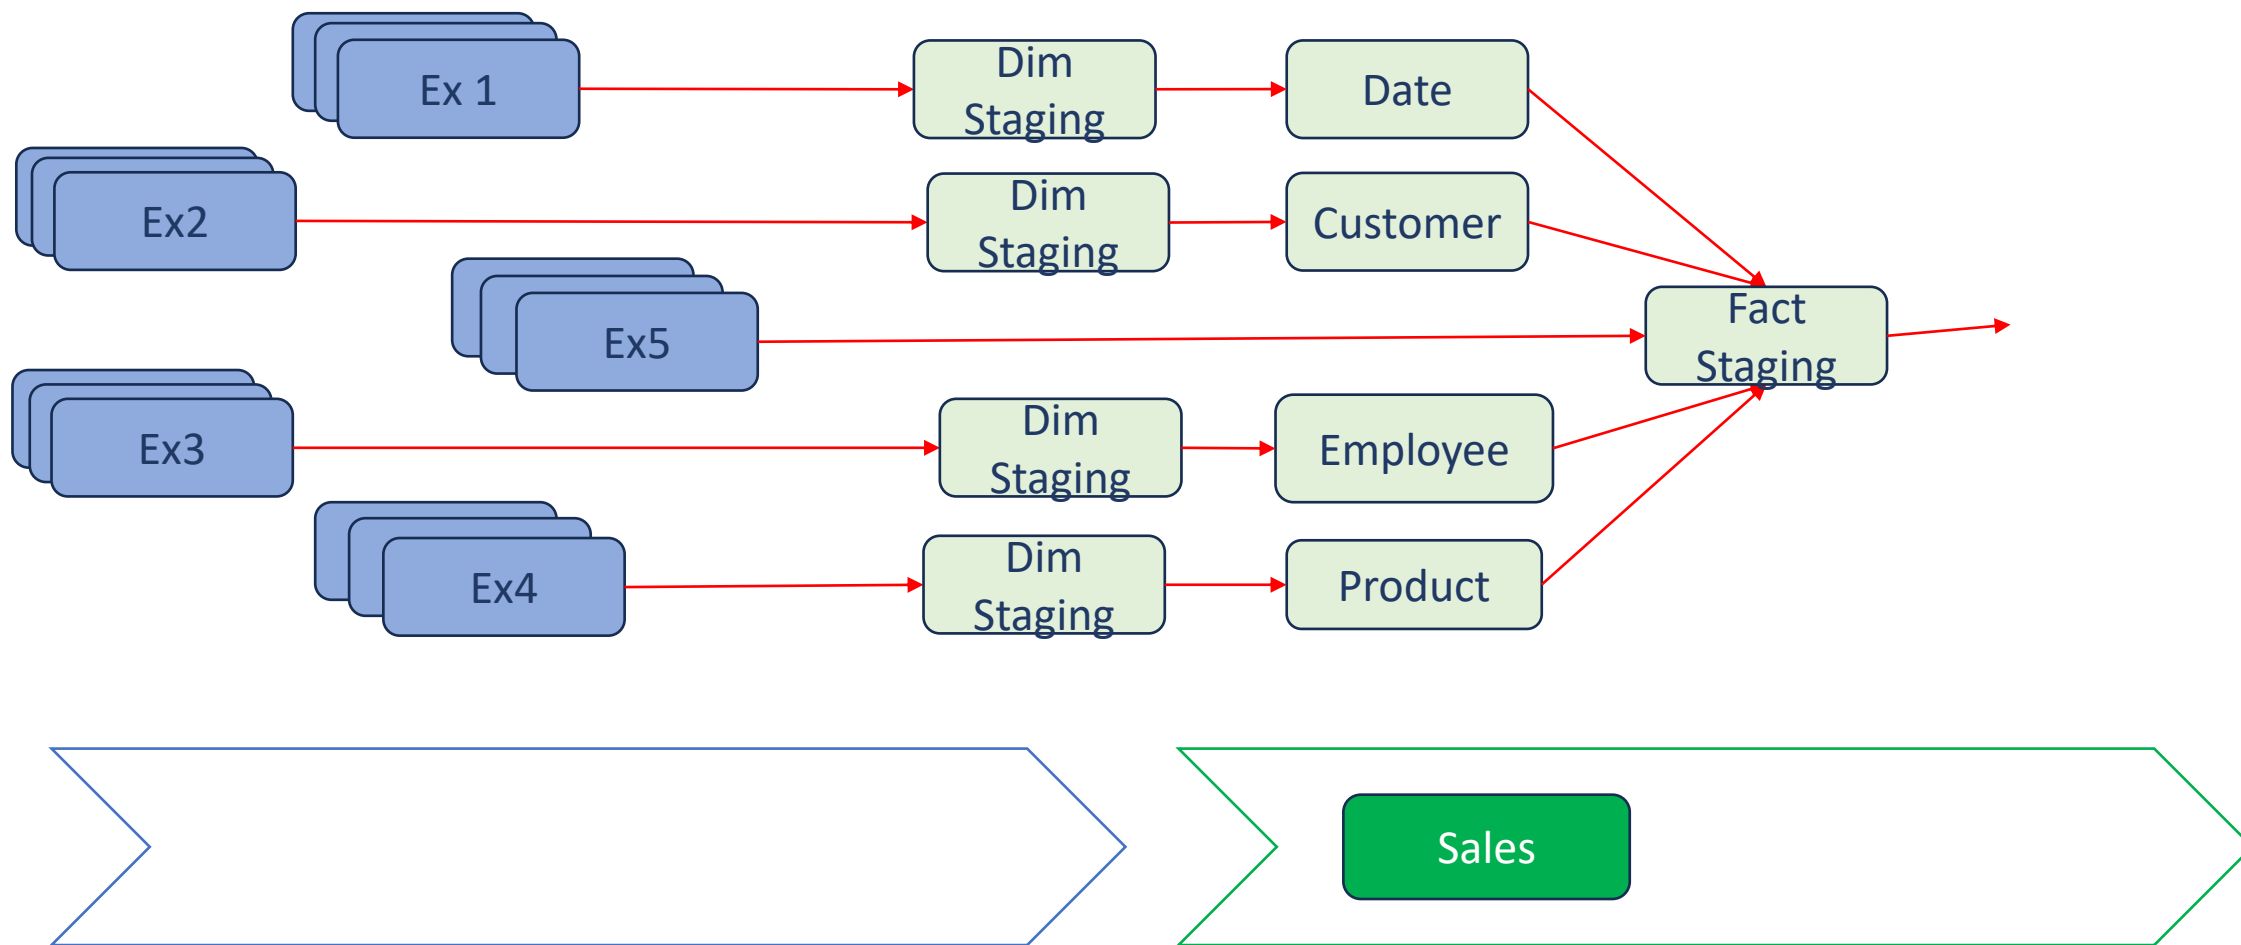 Ex 1
Dim
Staging
Date
Ex2
Dim
Staging
Customer
Ex5
Fact
Staging
Ex3
Dim
Staging
Employee
Ex4
Dim
Staging
Product
Sales